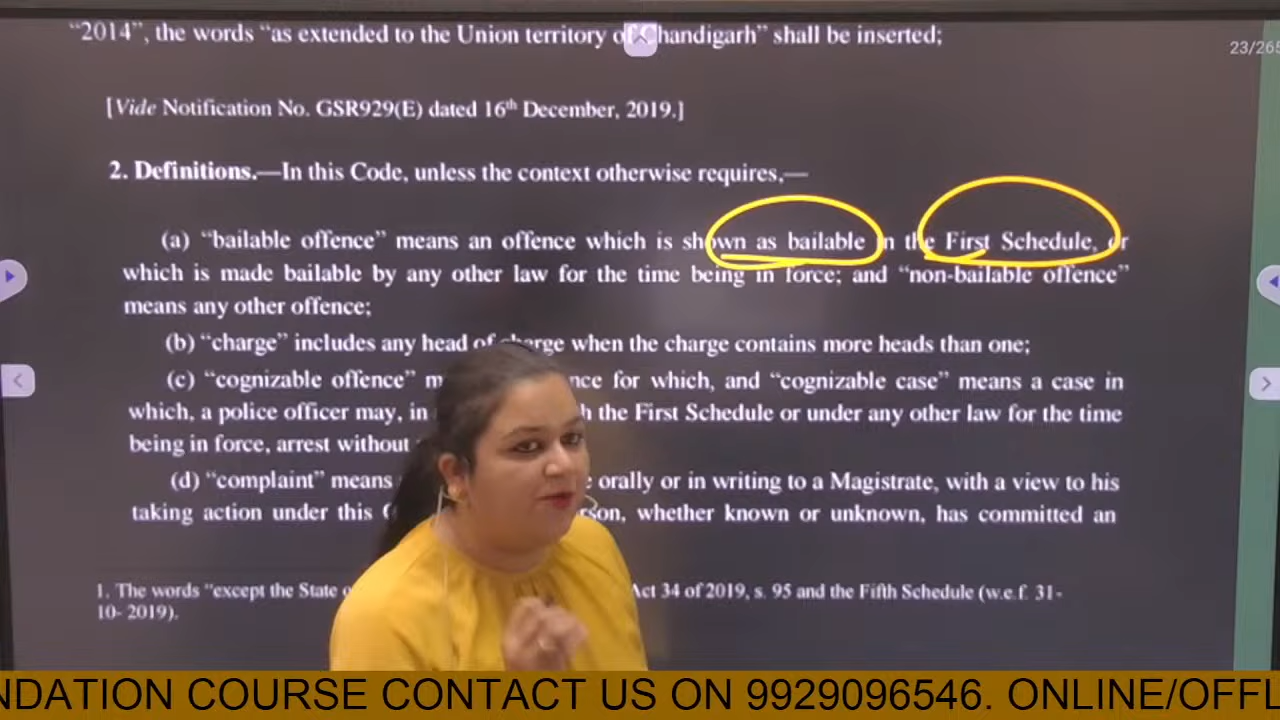 “2014”, the words “as extended to the Union territory of Chandigarh” shall be inserted;
23/265
[Vide Notification No. GSR929(E) dated 16th December, 2019.]
2. Definitions.—In this Code, unless the context otherwise requires,—
(a) “bailable offence” means an offence which is shown as bailable in the First Schedule, or
which is made bailable by any other law for the time being in force; and “non-bailable offence”
means any other offence;
(b) “charge” includes any head of charge when the charge contains more heads than one;
(c) “cognizable offence” for which, and “cognizable case” means a case in
which, a police officer may, in the First Schedule or under any other law for the time
being in force, arrest without
(d) “complaint” means orally or in writing to a Magistrate, with a view to his
taking action under this whether known or unknown, has committed an
1. The words “except the State Act 34 of 2019, s. 95 and the Fifth Schedule (w.e.f. 31-
10- 2019).
NDATION COURSE CONTACT US ON 9929096546. ONLINE/OFFL